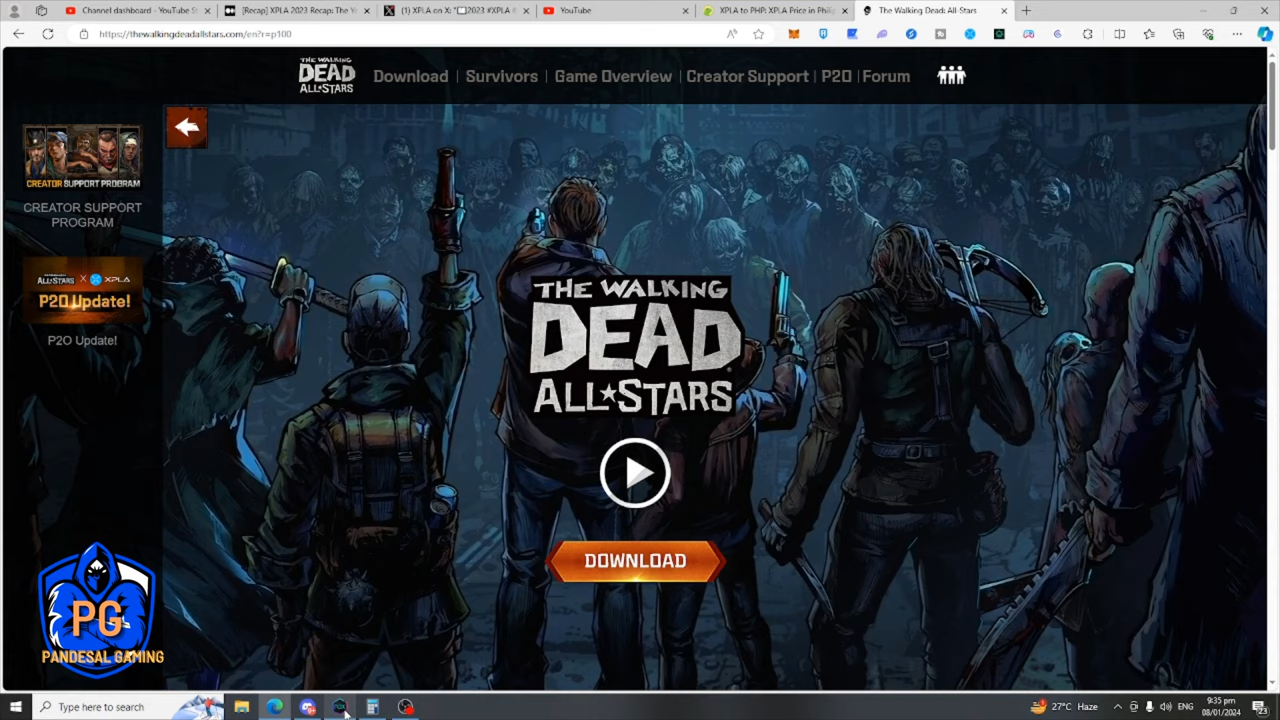 Channel dashboard - YouTube St
[Recap] XPLA 2023 Recap: The Y
(1) XPLA on X: "🗓2023 #XPLA #
YouTube
XPLA to PHP: XPLA Price in Philip
The Walking Dead: All-Stars
https://thewalkingdeadallstars.com/en?r=p100
THE WALKING
DEAD
ALL★STARS
Download | Survivors | Game Overview | Creator Support | P2O | Forum
CREATOR SUPPORT PROGRAM
CREATOR SUPPORT
PROGRAM
ALL★STARS X XPLA
P2O Update!
P2O Update!
THE WALKING
DEAD
ALL★STARS
DOWNLOAD
PG
PANDESAL GAMING
Type here to search
27°C Haze
ENG
9:35 pm
08/01/2024
23